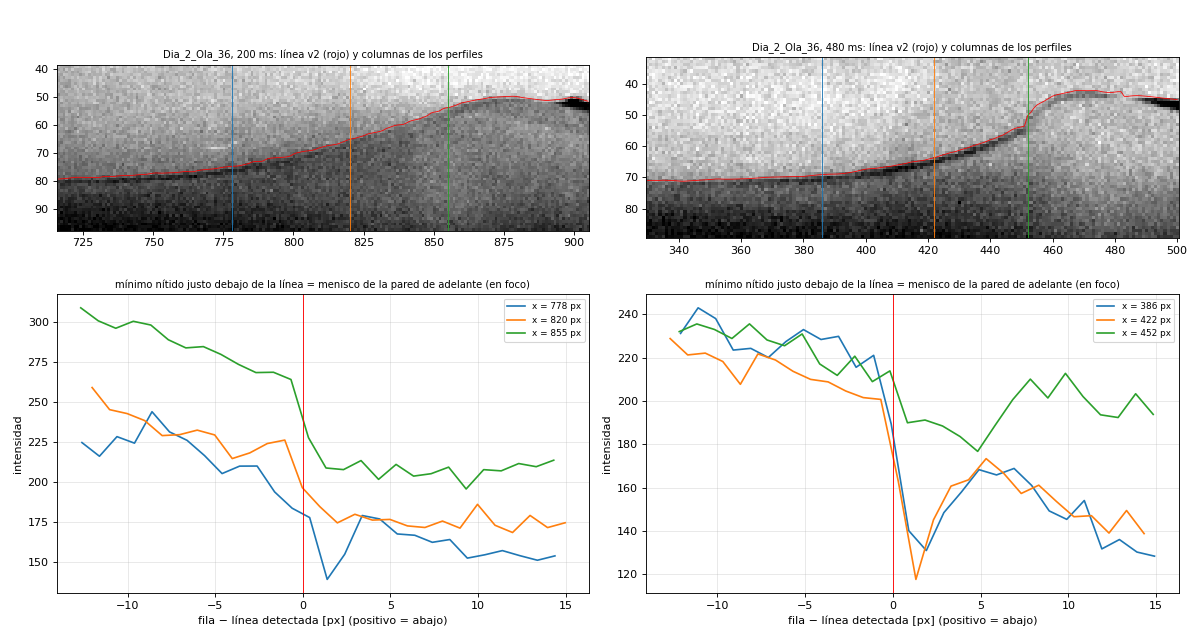 Dia_2_Ola_36, 200 ms: línea v2 (rojo) y columnas de los perfiles
40
50
60
70
80
90
725 750 775 800 825 850 875 900
Dia_2_Ola_36, 480 ms: línea v2 (rojo) y columnas de los perfiles
40
50
60
70
80
340 360 380 400 420 440 460 480 500
mínimo nítido justo debajo de la línea = menisco de la pared de adelante (en foco)
x = 778 px
x = 820 px
x = 855 px
intensidad
300
275
250
225
200
175
150
−10 −5 0 5 10 15
fila − línea detectada [px] (positivo = abajo)
mínimo nítido justo debajo de la línea = menisco de la pared de adelante (en foco)
x = 386 px
x = 422 px
x = 452 px
intensidad
240
220
200
180
160
140
120
−10 −5 0 5 10 15
fila − línea detectada [px] (positivo = abajo)